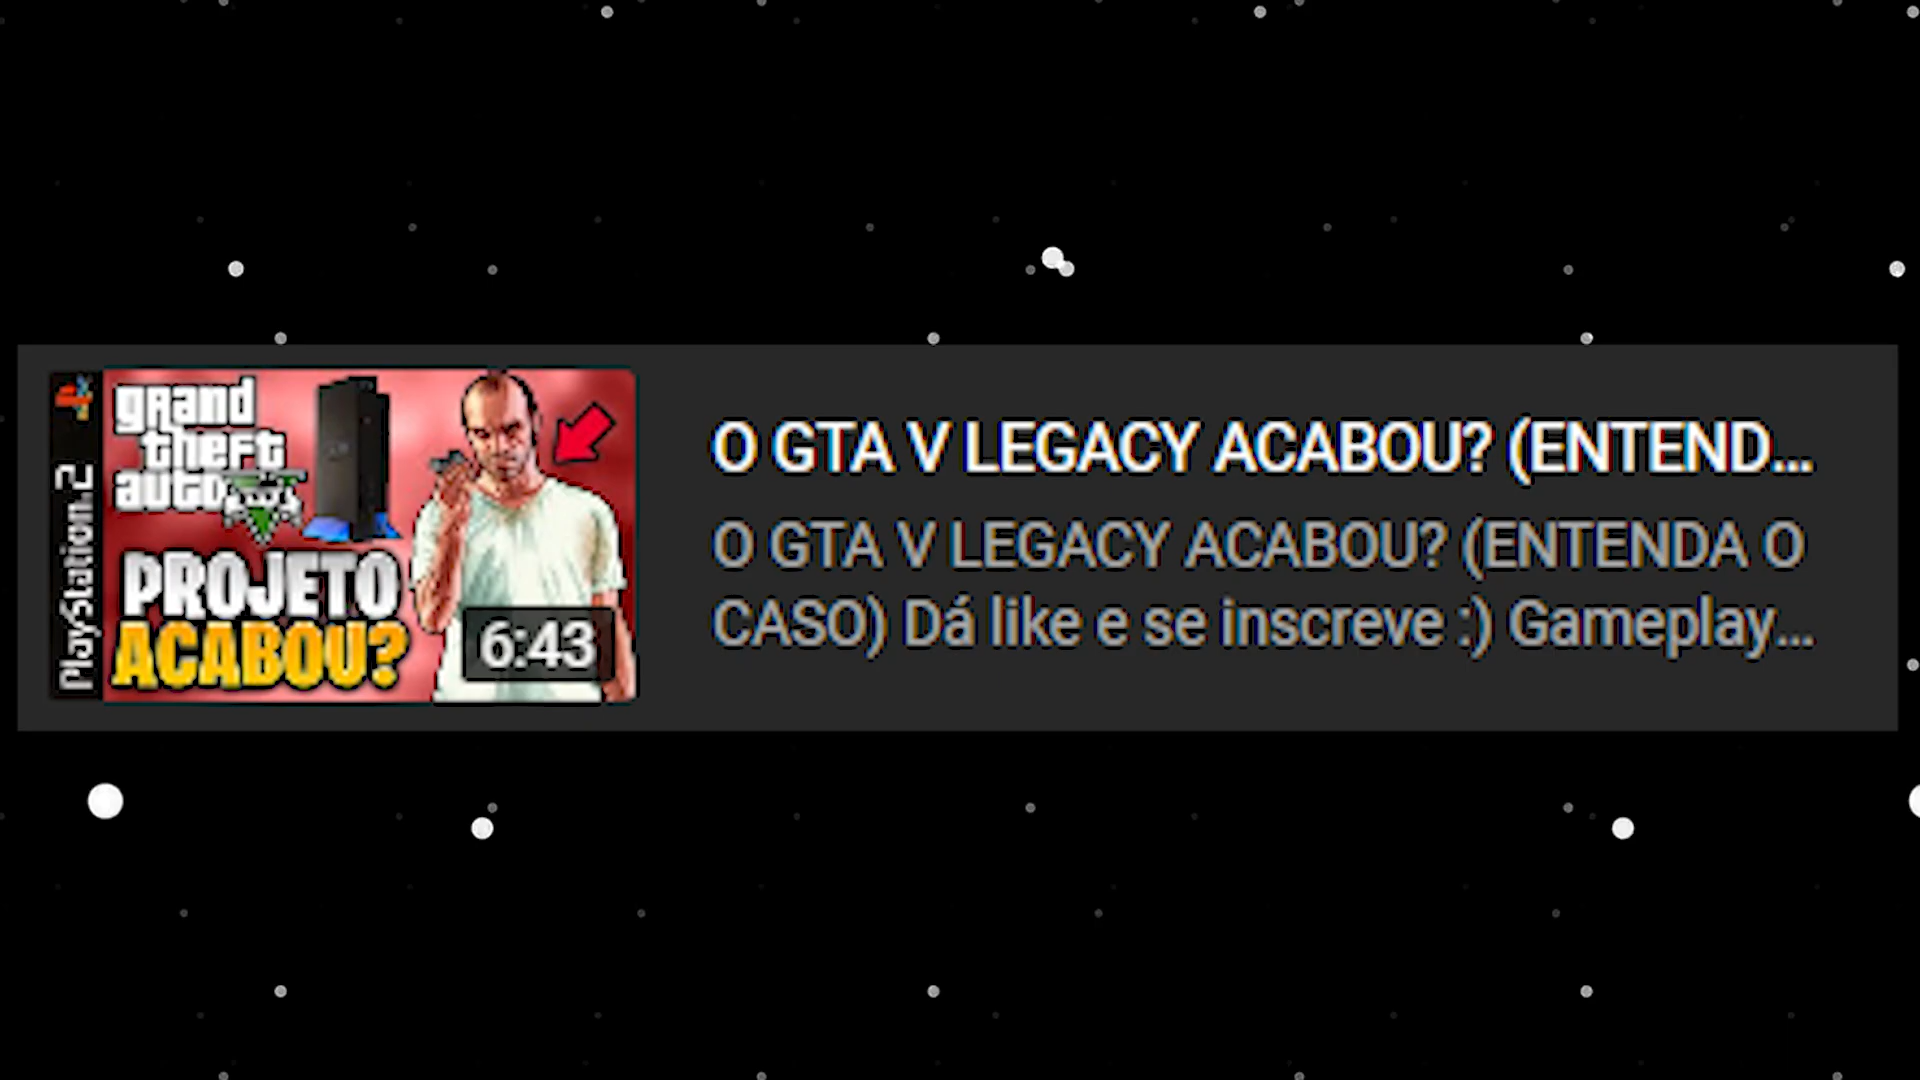 PlayStation.2
grand
theft
auto
PROJETO
ACABOU?
6:43
O GTA V LEGACY ACABOU? (ENTEND...
O GTA V LEGACY ACABOU? (ENTENDA O
CASO) Dá like e se inscreve :) Gameplay...